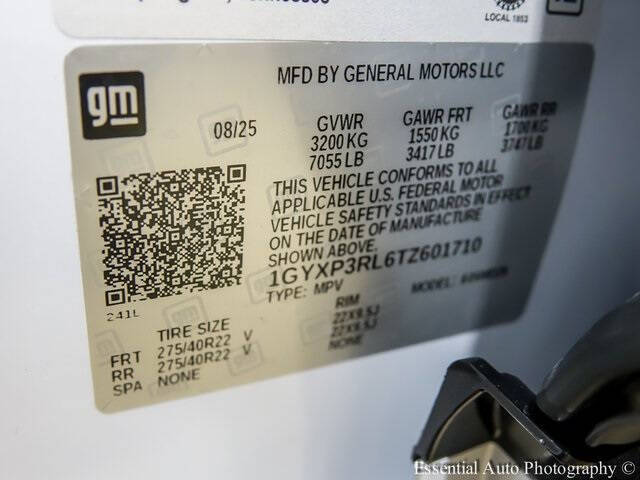 LOCAL 1853
gm
MFD BY GENERAL MOTORS LLC
08/25
GVWR GAWR FRT GAWR RR
3200 KG 1550 KG 1700 KG
7055 LB 3417 LB 3747 LB
THIS VEHICLE CONFORMS TO ALL
APPLICABLE U.S. FEDERAL MOTOR
VEHICLE SAFETY STANDARDS IN EFFECT
ON THE DATE OF MANUFACTURE
SHOWN ABOVE.
1GYXP3RL6TZ601710
TYPE: MPV MODEL:
241L
TIRE SIZE RIM
FRT 275/40R22 V 22X9.5J
RR 275/40R22 V 22X9.5J
SPA NONE NONE
Essential Auto Photography ©